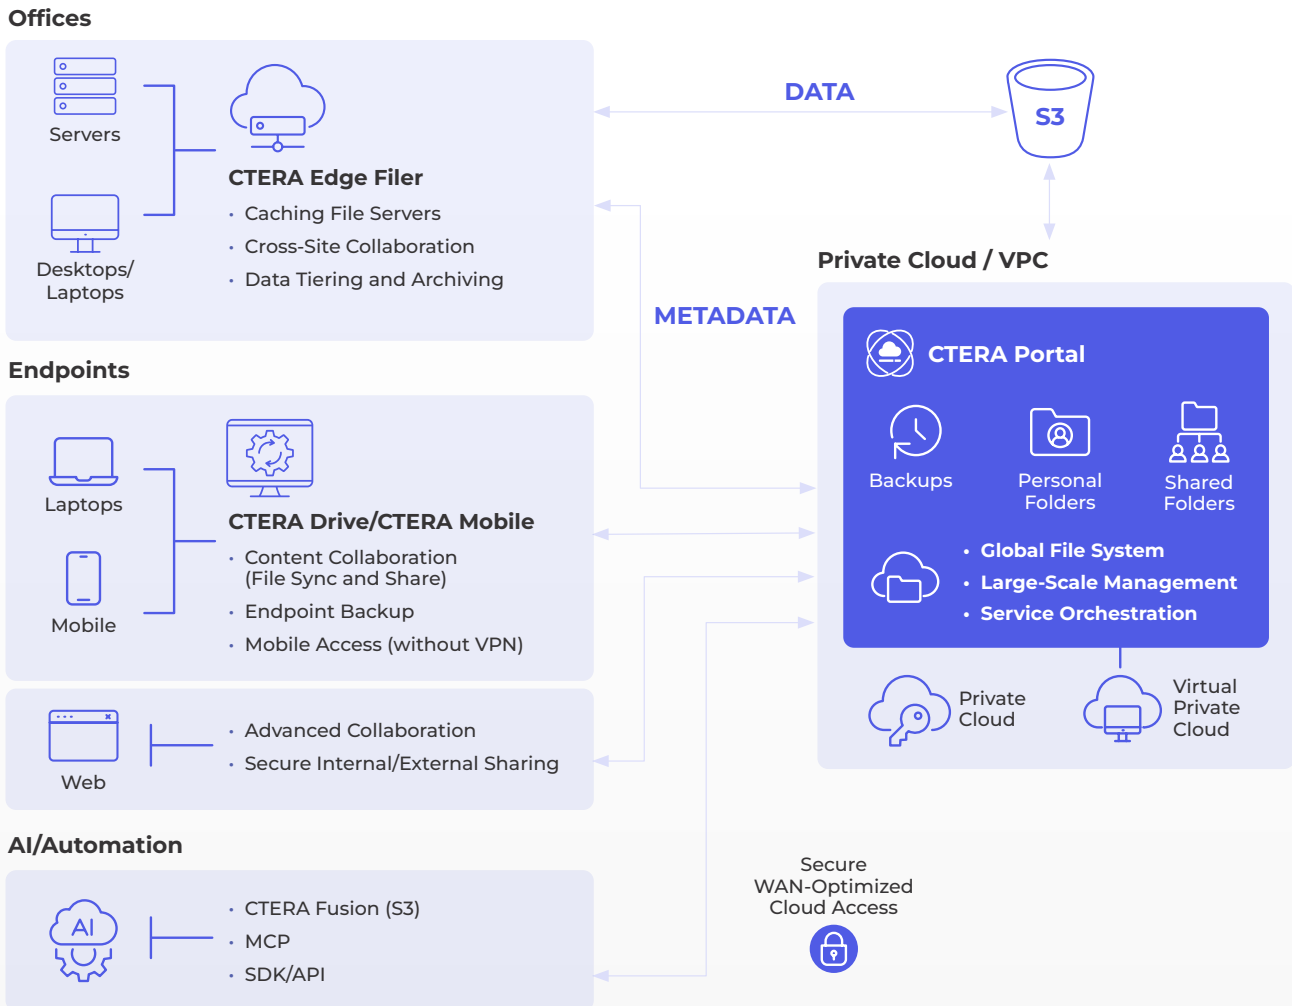 Offices
Servers
Desktops/
Laptops
CTERA Edge Filer
• Caching File Servers
• Cross-Site Collaboration
• Data Tiering and Archiving
DATA
S3
METADATA
Endpoints
Laptops
Mobile
CTERA Drive/CTERA Mobile
• Content Collaboration
(File Sync and Share)
• Endpoint Backup
• Mobile Access (without VPN)
Web
• Advanced Collaboration
• Secure Internal/External Sharing
AI/Automation
AI
• CTERA Fusion (S3)
• MCP
• SDK/API
Private Cloud / VPC
CTERA Portal
Backups
Personal
Folders
Shared
Folders
• Global File System
• Large-Scale Management
• Service Orchestration
Private
Cloud
Virtual
Private
Cloud
Secure
WAN-Optimized
Cloud Access